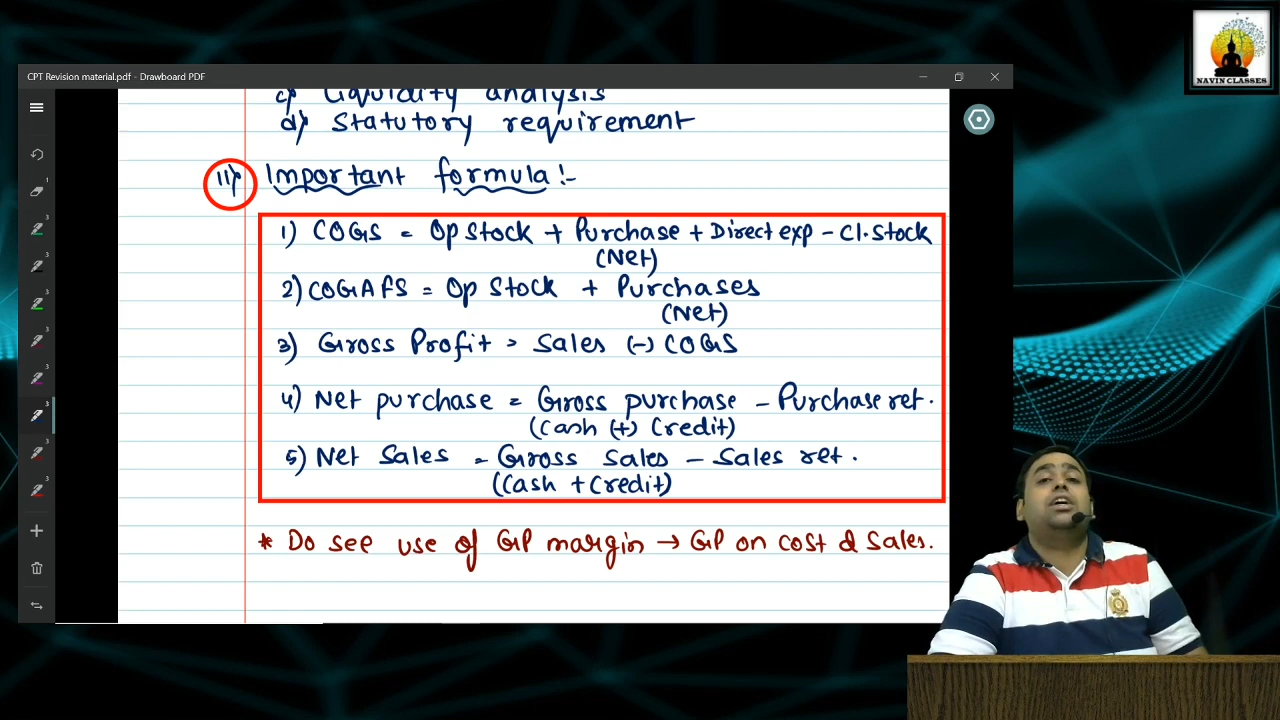 NAVIN CLASSES
CPT Revision material.pdf - Drawboard PDF
c) Liquidity analysis
d) Statutory requirement
11) Important formula :-
1) COGS = Op Stock + Purchase + Direct exp - Cl. Stock
(Net)
2) COGAFS = Op Stock + Purchases
(Net)
3) Gross Profit = Sales (-) COGS
4) Net purchase = Gross purchase - Purchase ret.
(Cash (+) Credit)
5) Net Sales = Gross Sales - Sales ret.
(Cash + Credit)
* Do see use of GP margin → GP on cost & Sales.